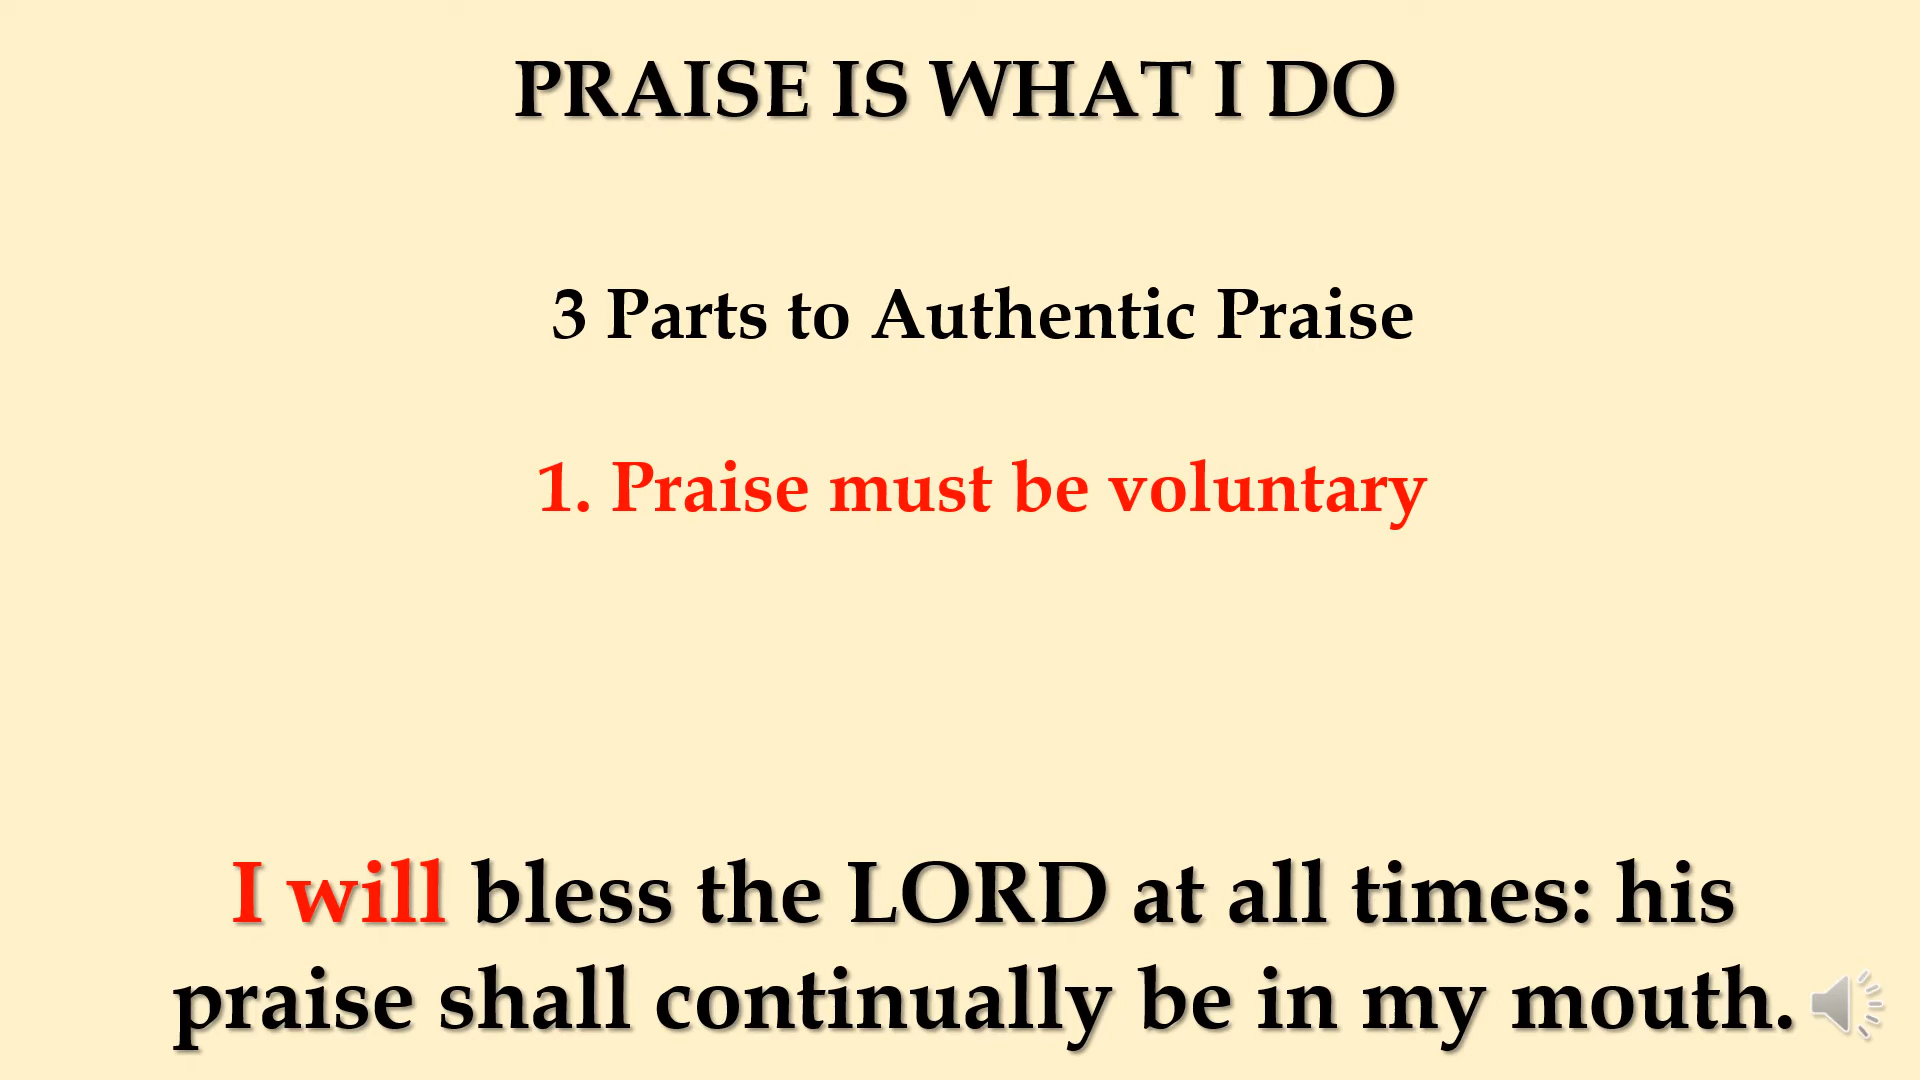 PRAISE IS WHAT I DO
3 Parts to Authentic Praise
1. Praise must be voluntary
I will bless the LORD at all times: his
praise shall continually be in my mouth.